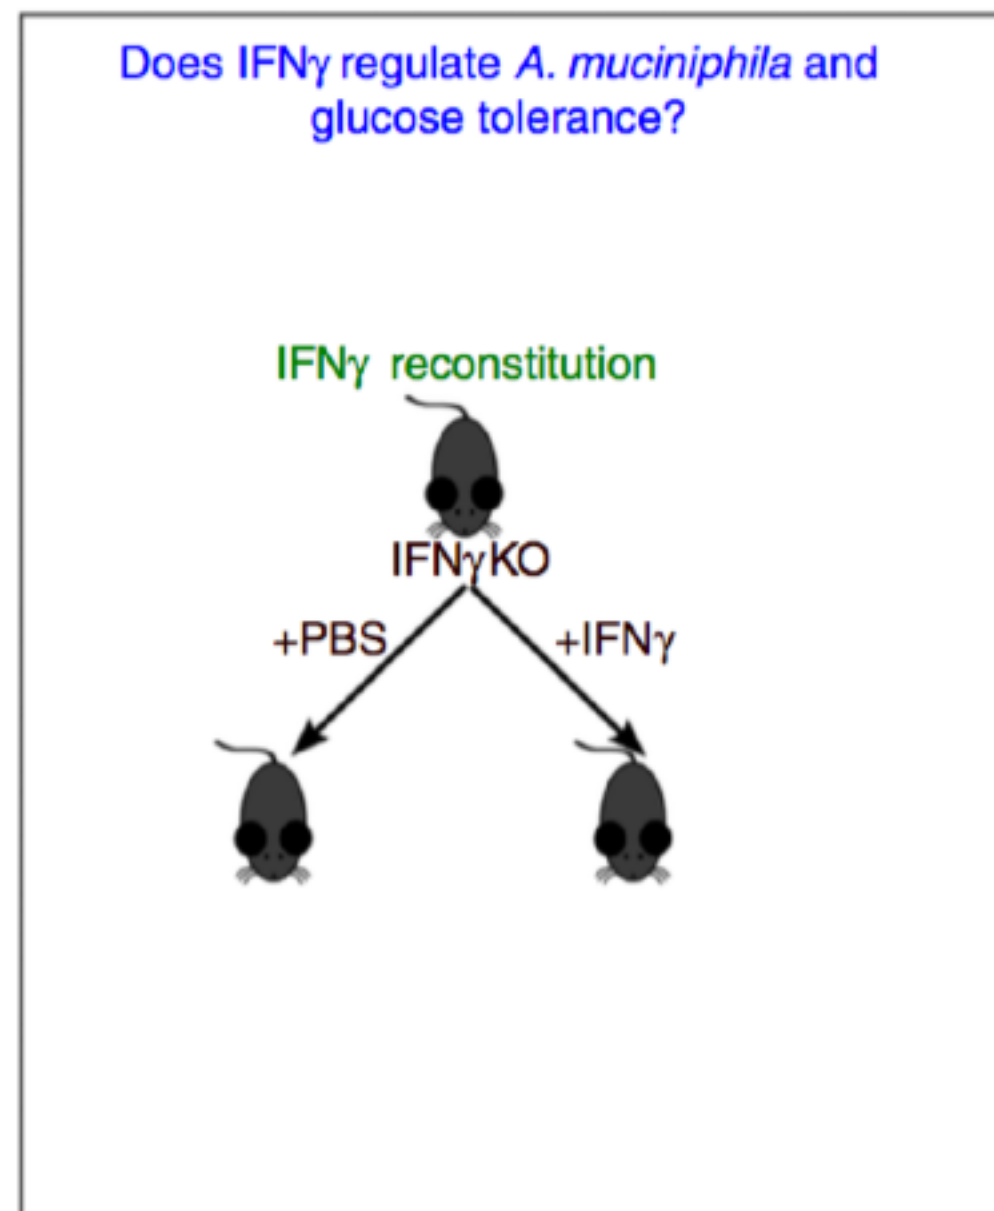 Does IFNγ regulate A. muciniphila and
glucose tolerance?
IFNγ reconstitution
IFNγKO
+PBS
+IFNγ